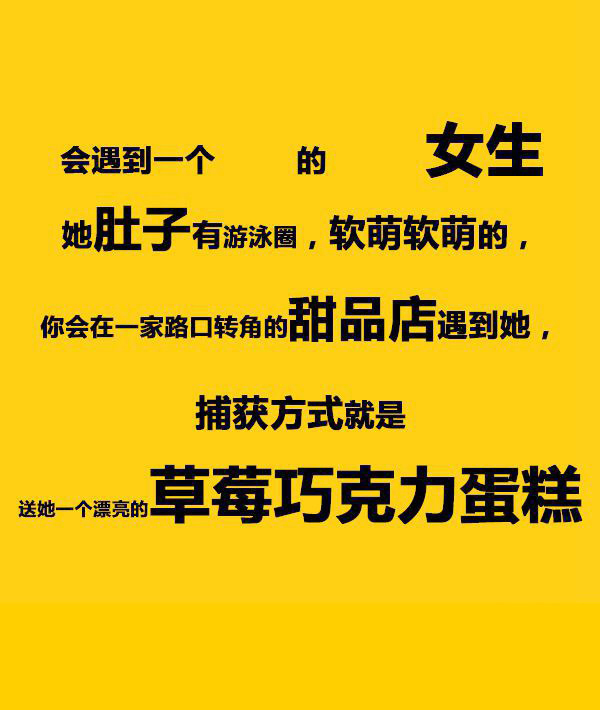 会遇到一个 的 女生
她肚子有游泳圈，软萌软萌的，
你会在一家路口转角的甜品店遇到她，
捕获方式就是
送她一个漂亮的草莓巧克力蛋糕